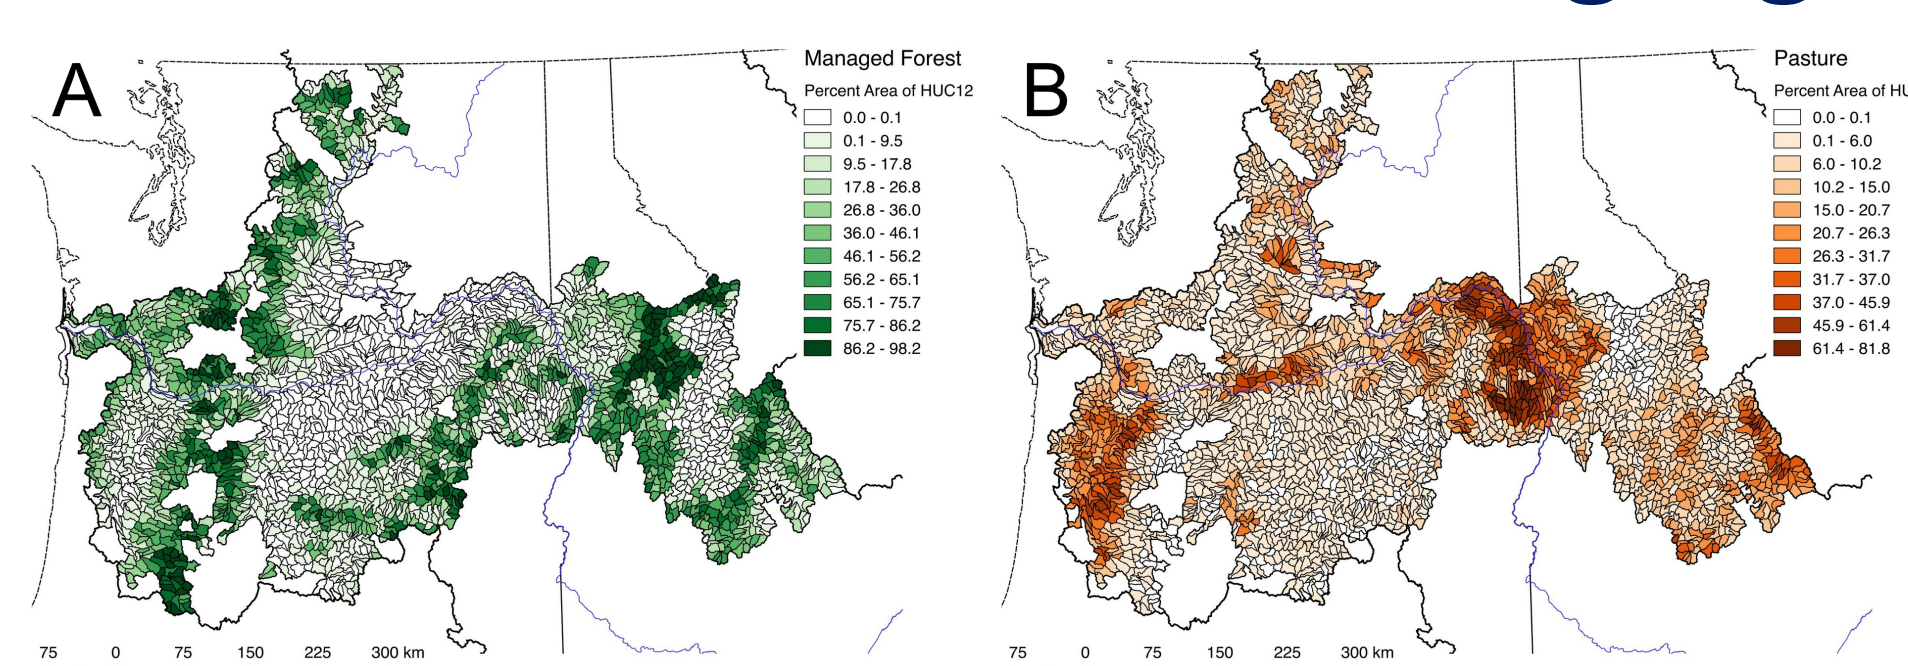 A
Managed Forest
Percent Area of HUC12
0.0 - 0.1
0.1 - 9.5
9.5 - 17.8
17.8 - 26.8
26.8 - 36.0
36.0 - 46.1
46.1 - 56.2
56.2 - 65.1
65.1 - 75.7
75.7 - 86.2
86.2 - 98.2
75 0 75 150 225 300 km
B
Pasture
Percent Area of HU
0.0 - 0.1
0.1 - 6.0
6.0 - 10.2
10.2 - 15.0
15.0 - 20.7
20.7 - 26.3
26.3 - 31.7
31.7 - 37.0
37.0 - 45.9
45.9 - 61.4
61.4 - 81.8
75 0 75 150 225 300 km